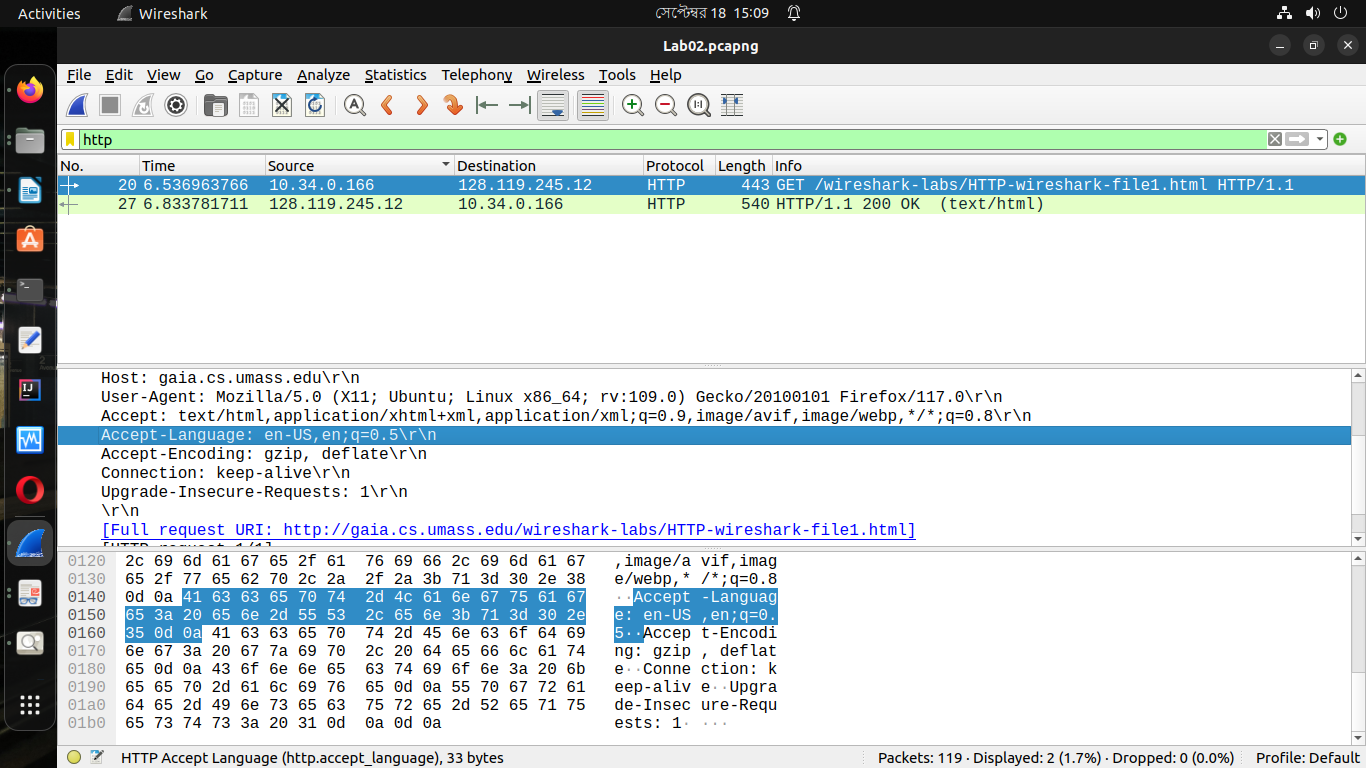 Activities Wireshark সেপ্টেম্বর 18 15:09
Lab02.pcapng
File Edit View Go Capture Analyze Statistics Telephony Wireless Tools Help
http
No. Time Source Destination Protocol Length Info
20 6.536963766 10.34.0.166 128.119.245.12 HTTP 443 GET /wireshark-labs/HTTP-wireshark-file1.html HTTP/1.1
27 6.833781711 128.119.245.12 10.34.0.166 HTTP 540 HTTP/1.1 200 OK (text/html)
Host: gaia.cs.umass.edu\r\n
User-Agent: Mozilla/5.0 (X11; Ubuntu; Linux x86_64; rv:109.0) Gecko/20100101 Firefox/117.0\r\n
Accept: text/html,application/xhtml+xml,application/xml;q=0.9,image/avif,image/webp,*/*;q=0.8\r\n
Accept-Language: en-US,en;q=0.5\r\n
Accept-Encoding: gzip, deflate\r\n
Connection: keep-alive\r\n
Upgrade-Insecure-Requests: 1\r\n
\r\n
[Full request URI: http://gaia.cs.umass.edu/wireshark-labs/HTTP-wireshark-file1.html]
[HTTP request 1/1]
0120 2c 69 6d 61 67 65 2f 61 76 69 66 2c 69 6d 61 67 ,image/a vif,imag
0130 65 2f 77 65 62 70 2c 2a 2f 2a 3b 71 3d 30 2e 38 e/webp,* /*;q=0.8
0140 0d 0a 41 63 63 65 70 74 2d 4c 61 6e 67 75 61 67 ··Accept -Languag
0150 65 3a 20 65 6e 2d 55 53 2c 65 6e 3b 71 3d 30 2e e: en-US ,en;q=0.
0160 35 0d 0a 41 63 63 65 70 74 2d 45 6e 63 6f 64 69 5··Accep t-Encodi
0170 6e 67 3a 20 67 7a 69 70 2c 20 64 65 66 6c 61 74 ng: gzip , deflat
0180 65 0d 0a 43 6f 6e 6e 65 63 74 69 6f 6e 3a 20 6b e··Conne ction: k
0190 65 65 70 2d 61 6c 69 76 65 0d 0a 55 70 67 72 61 eep-aliv e··Upgra
01a0 64 65 2d 49 6e 73 65 63 75 72 65 2d 52 65 71 75 de-Insec ure-Requ
01b0 65 73 74 73 3a 20 31 0d 0a 0d 0a ests: 1· ···
HTTP Accept Language (http.accept_language), 33 bytes Packets: 119 · Displayed: 2 (1.7%) · Dropped: 0 (0.0%) Profile: Default